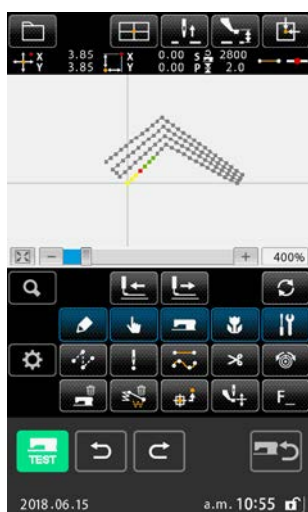 X 3.85 X 0.00 S 2800
Y 3.85 Y 0.00 P 2.0
400%
W
F_
TEST
2018.06.15 a.m. 10:55